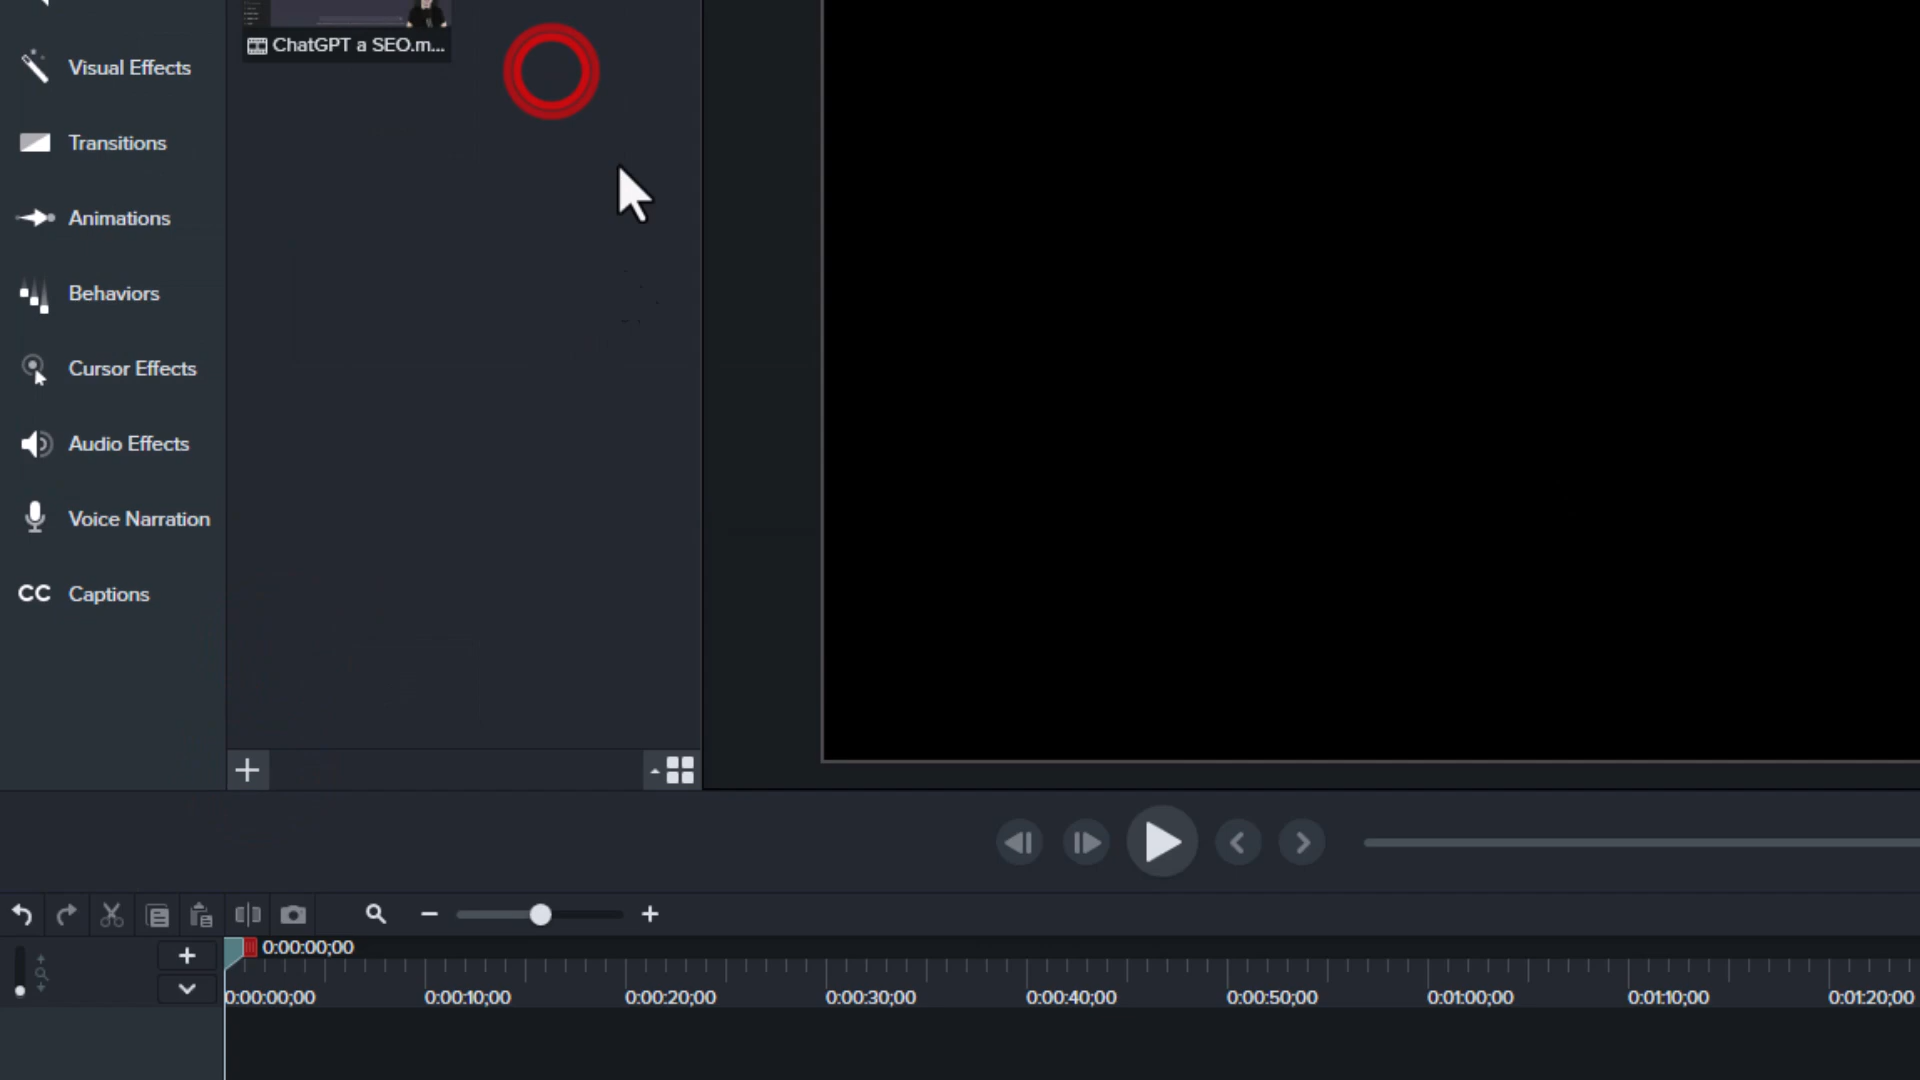 ChatGPT a SEO.m...
Visual Effects
Transitions
Animations
Behaviors
Cursor Effects
Audio Effects
Voice Narration
CC Captions
0:00:00;00
0:00:00;00 0:00:10;00 0:00:20;00 0:00:30;00 0:00:40;00 0:00:50;00 0:01:00;00 0:01:10;00 0:01:20;00